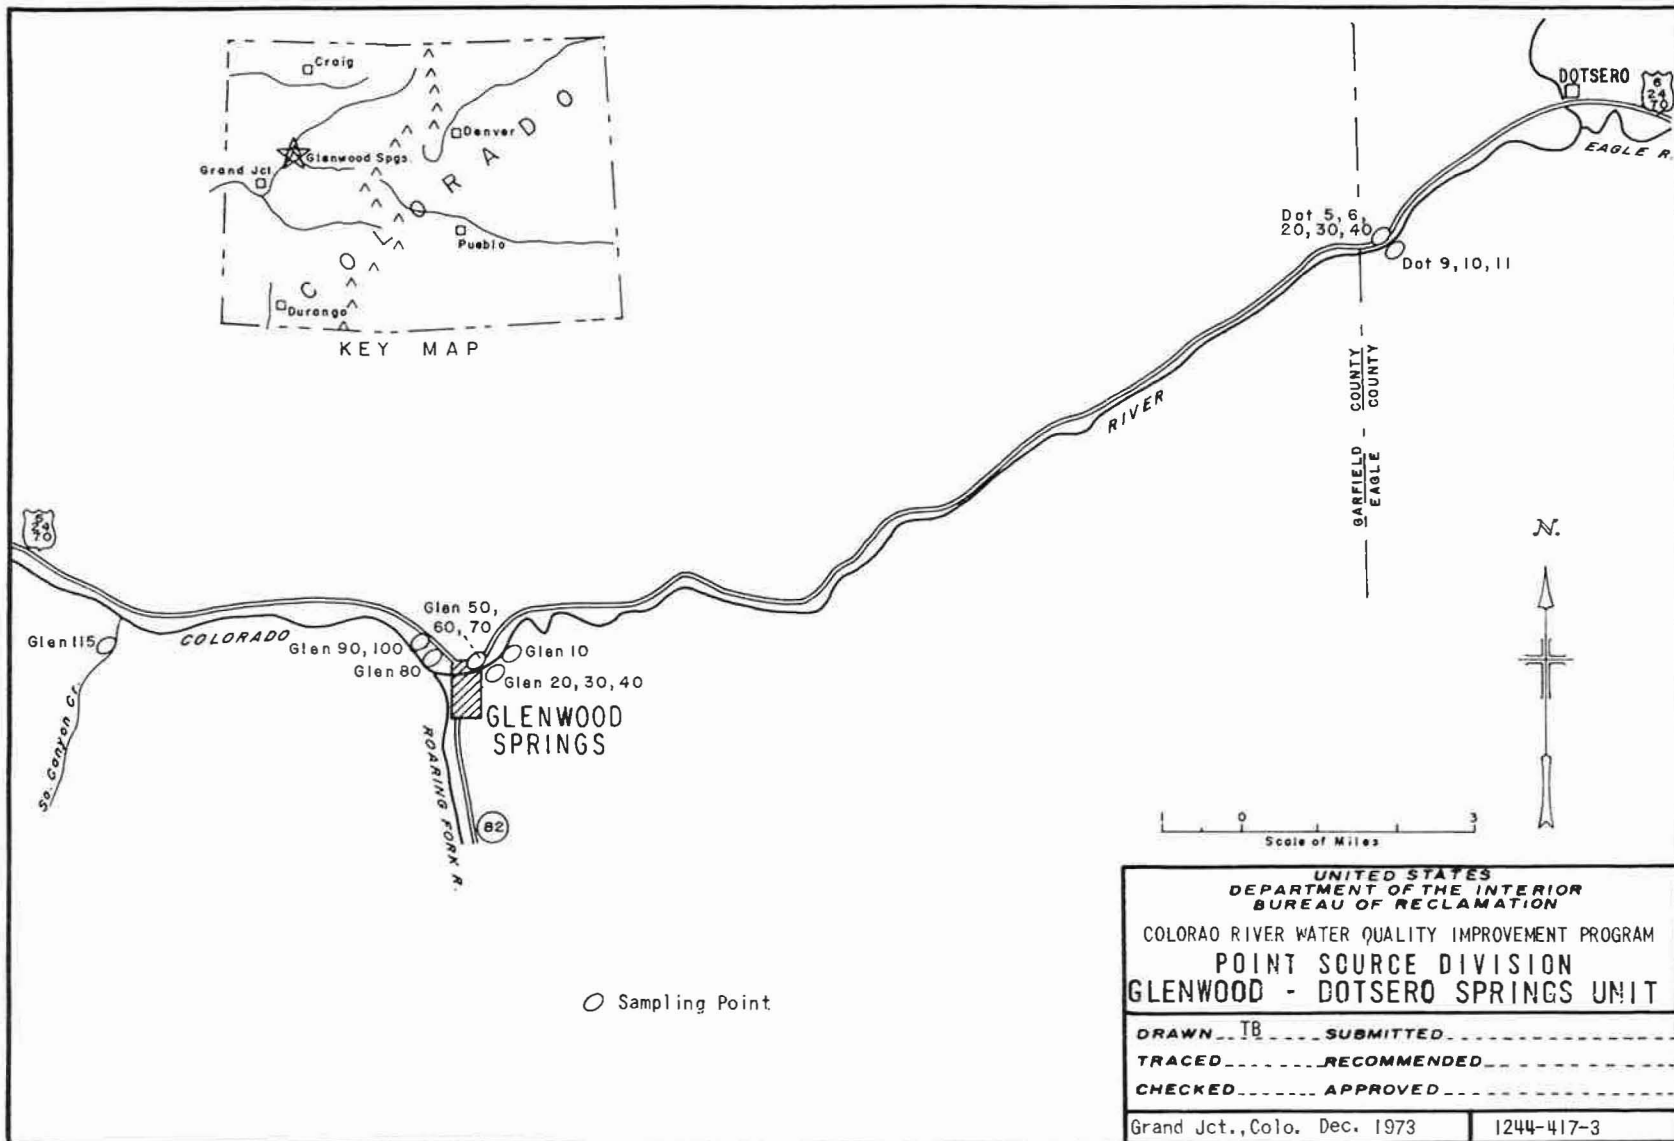 Craig
Denver
Glenwood Spgs.
Grand Jct.
Pueblo
Durango
COLORADO
KEY MAP
DOTSERO
6
24
70
EAGLE R.
Dot 5, 6,
20, 30, 40
Dot 9, 10, 11
RIVER
GARFIELD COUNTY
EAGLE COUNTY
N.
6
24
70
Glen 50,
60, 70
Glen 115
COLORADO
Glen 90, 100
Glen 10
Glen 80
Glen 20, 30, 40
GLENWOOD
SPRINGS
So. Canyon Cr.
ROARING FORK R.
82
1 0 3
Scale of Miles
Sampling Point
UNITED STATES
DEPARTMENT OF THE INTERIOR
BUREAU OF RECLAMATION
COLORAO RIVER WATER QUALITY IMPROVEMENT PROGRAM
POINT SOURCE DIVISION
GLENWOOD - DOTSERO SPRINGS UNIT
DRAWN TB SUBMITTED
TRACED RECOMMENDED
CHECKED APPROVED
Grand Jct., Colo. Dec. 1973 1244-417-3